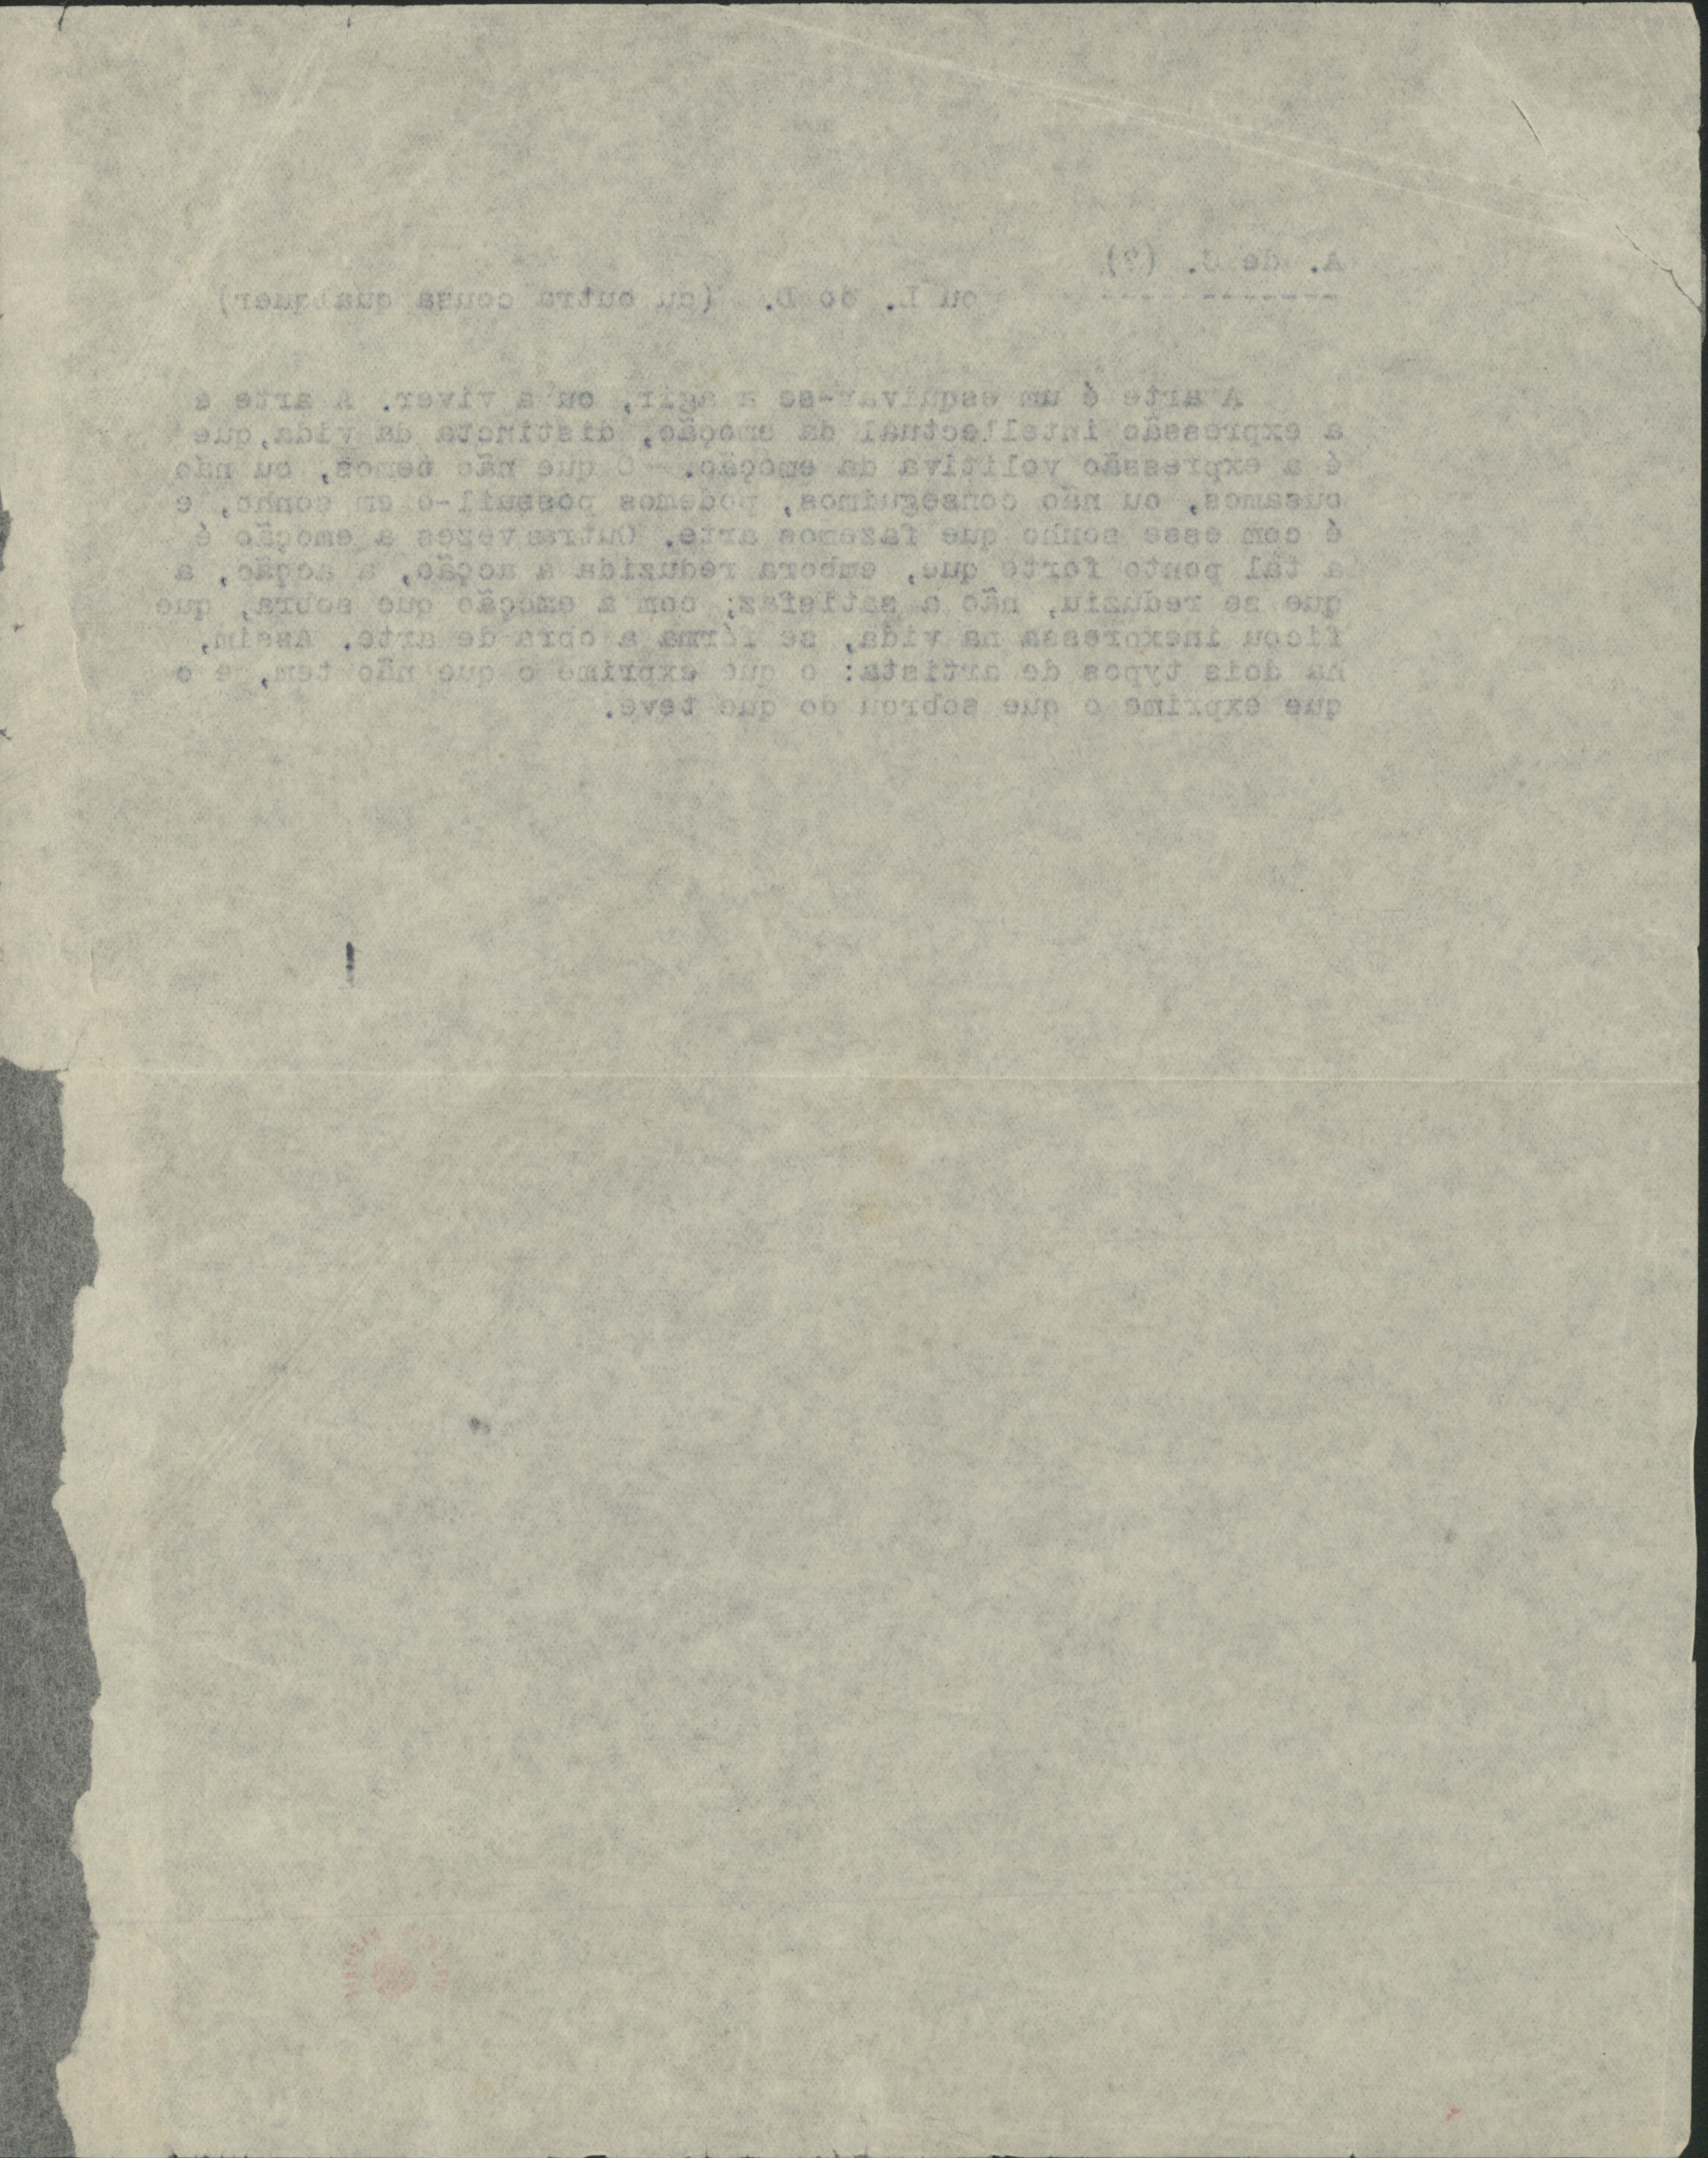 A. de C. (?)
------------- ou L. do D. (ou outra cousa qualquer)
A arte é um esquivar-se a agir, ou a viver. A arte e
a expressão intellectual da emoção, distincta da vida,que
é a expressão volitiva da emoção. -O que não temos, ou não
ousamos, ou não conseguimos, podemos possuil-o em sonho, e
é com esse sonho que fazemos arte. Outras vezes a emoção é
a tal ponto forte que, embora reduzida a acção, a acção, a
que se reduziu, não a satisfaz; com a emoção que sobra, que
ficou inexpressa na vida, se fórma a obra de arte. Assim,
ha dois typos de artista: o que exprime o que não tem, e o
que exprime o que sobrou do que teve.